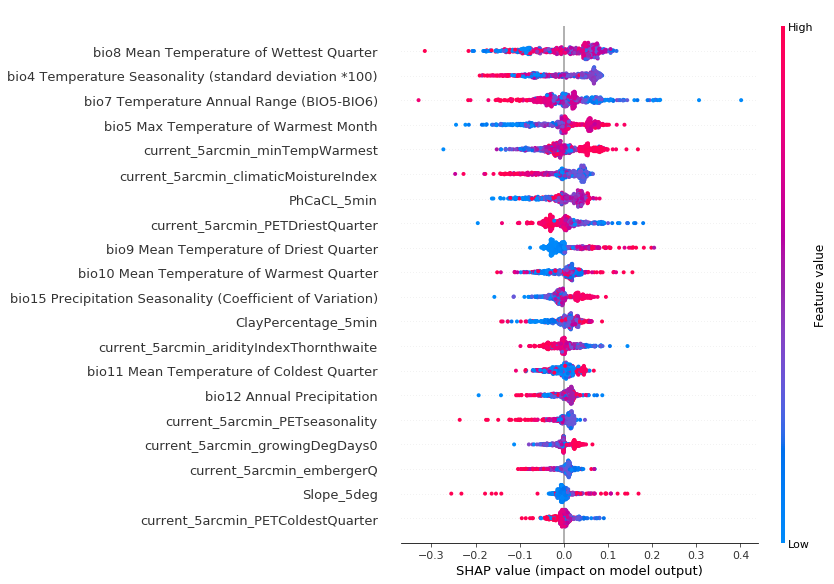 High
bio8 Mean Temperature of Wettest Quarter
bio4 Temperature Seasonality (standard deviation *100)
bio7 Temperature Annual Range (BIO5-BIO6)
bio5 Max Temperature of Warmest Month
current_5arcmin_minTempWarmest
current_5arcmin_climaticMoistureIndex
PhCaCL_5min
current_5arcmin_PETDriestQuarter
bio9 Mean Temperature of Driest Quarter
bio10 Mean Temperature of Warmest Quarter
bio15 Precipitation Seasonality (Coefficient of Variation)
ClayPercentage_5min
current_5arcmin_aridityIndexThornthwaite
bio11 Mean Temperature of Coldest Quarter
bio12 Annual Precipitation
current_5arcmin_PETseasonality
current_5arcmin_growingDegDays0
current_5arcmin_embergerQ
Slope_5deg
current_5arcmin_PETColdestQuarter
Feature value
Low
−0.3 −0.2 −0.1 0.0 0.1 0.2 0.3 0.4
SHAP value (impact on model output)